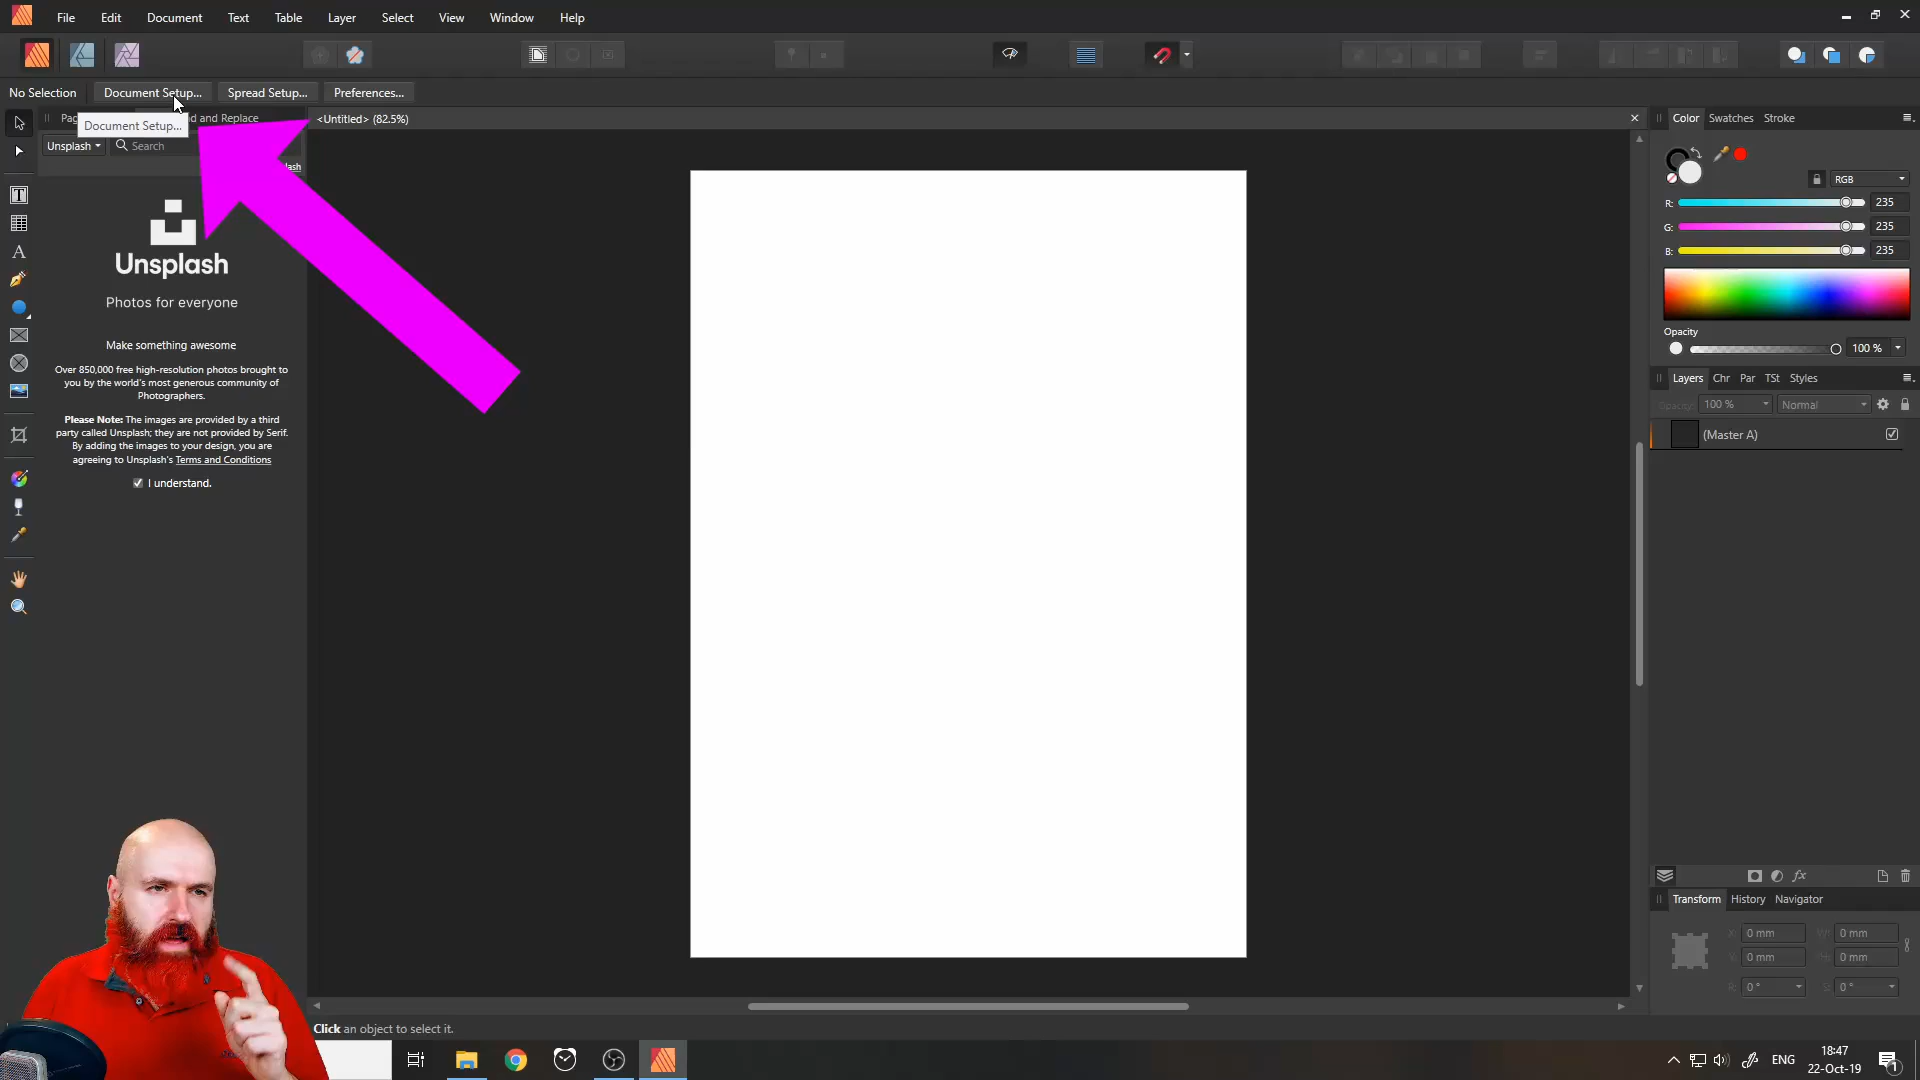 File Edit Document Text Table Layer Select View Window Help
No Selection Document Setup... Spread Setup... Preferences...
Document Setup... d and Replace
<Untitled> (82.5%)
Color Swatches Stroke
Unsplash Search
RGB
R: 235
G: 235
B: 235
Unsplash
Photos for everyone
Make something awesome
Over 850,000 free high-resolution photos brought to
you by the world's most generous community of
Photographers.
Please Note: The images are provided by a third
party called Unsplash; they are not provided by Serif.
By adding the images to your design, you are
agreeing to Unsplash's Terms and Conditions
I understand.
Opacity
100 %
Layers Chr Par TSt Styles
Opacity: 100 % Normal
(Master A)
Transform History Navigator
X: 0 mm W: 0 mm
Y: 0 mm H: 0 mm
R: 0 ° S: 0 °
Click an object to select it.
ENG
18:47
22-Oct-19
1